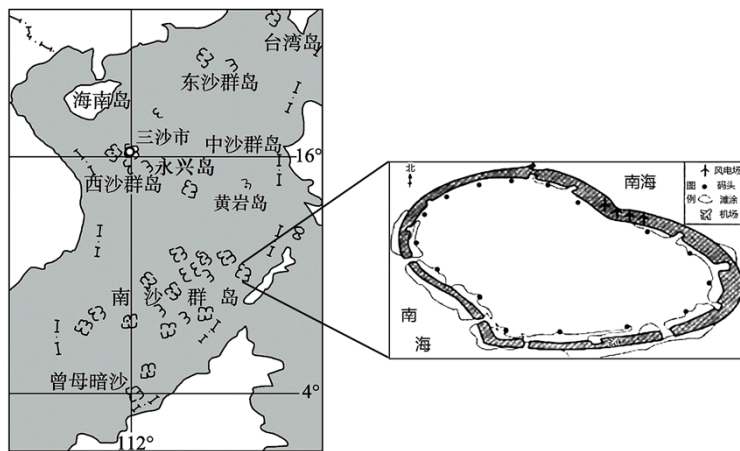 台湾岛
东沙群岛
海南岛
三沙市
中沙群岛
16°
永兴岛
西沙群岛
黄岩岛
南沙群岛
曾母暗沙
4°
112°
北
南海
图例
风电场
码头
滩涂
机场
南海